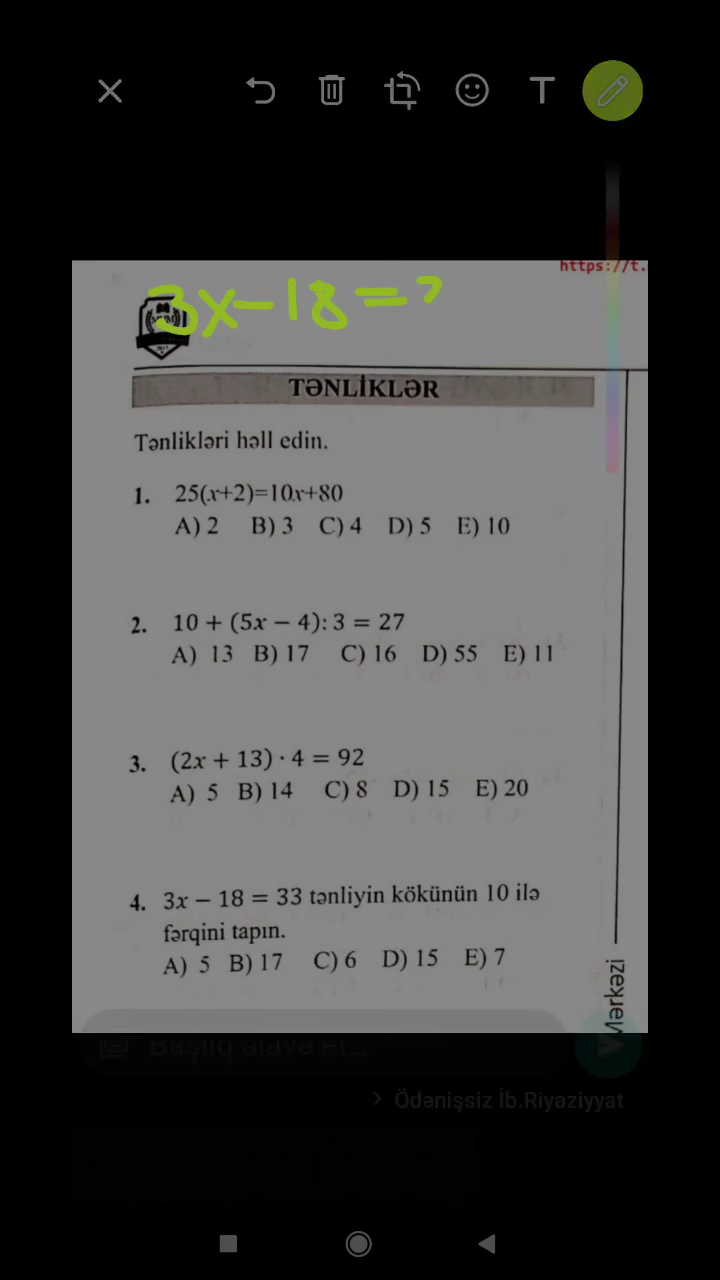 https://t.
3x-18=?
TƏNLİKLƏR
Tənlikləri həll edin.
1. 25(x+2)=10x+80
A) 2 B) 3 C) 4 D) 5 E) 10
2. 10 + (5x − 4): 3 = 27
A) 13 B) 17 C) 16 D) 55 E) 11
3. (2x + 13) · 4 = 92
A) 5 B) 14 C) 8 D) 15 E) 20
4. 3x − 18 = 33 tənliyin kökünün 10 ilə
fərqini tapın.
A) 5 B) 17 C) 6 D) 15 E) 7
Mərkəzi
Başlıq əlavə et...
Ödənişsiz İb.Riyaziyyat